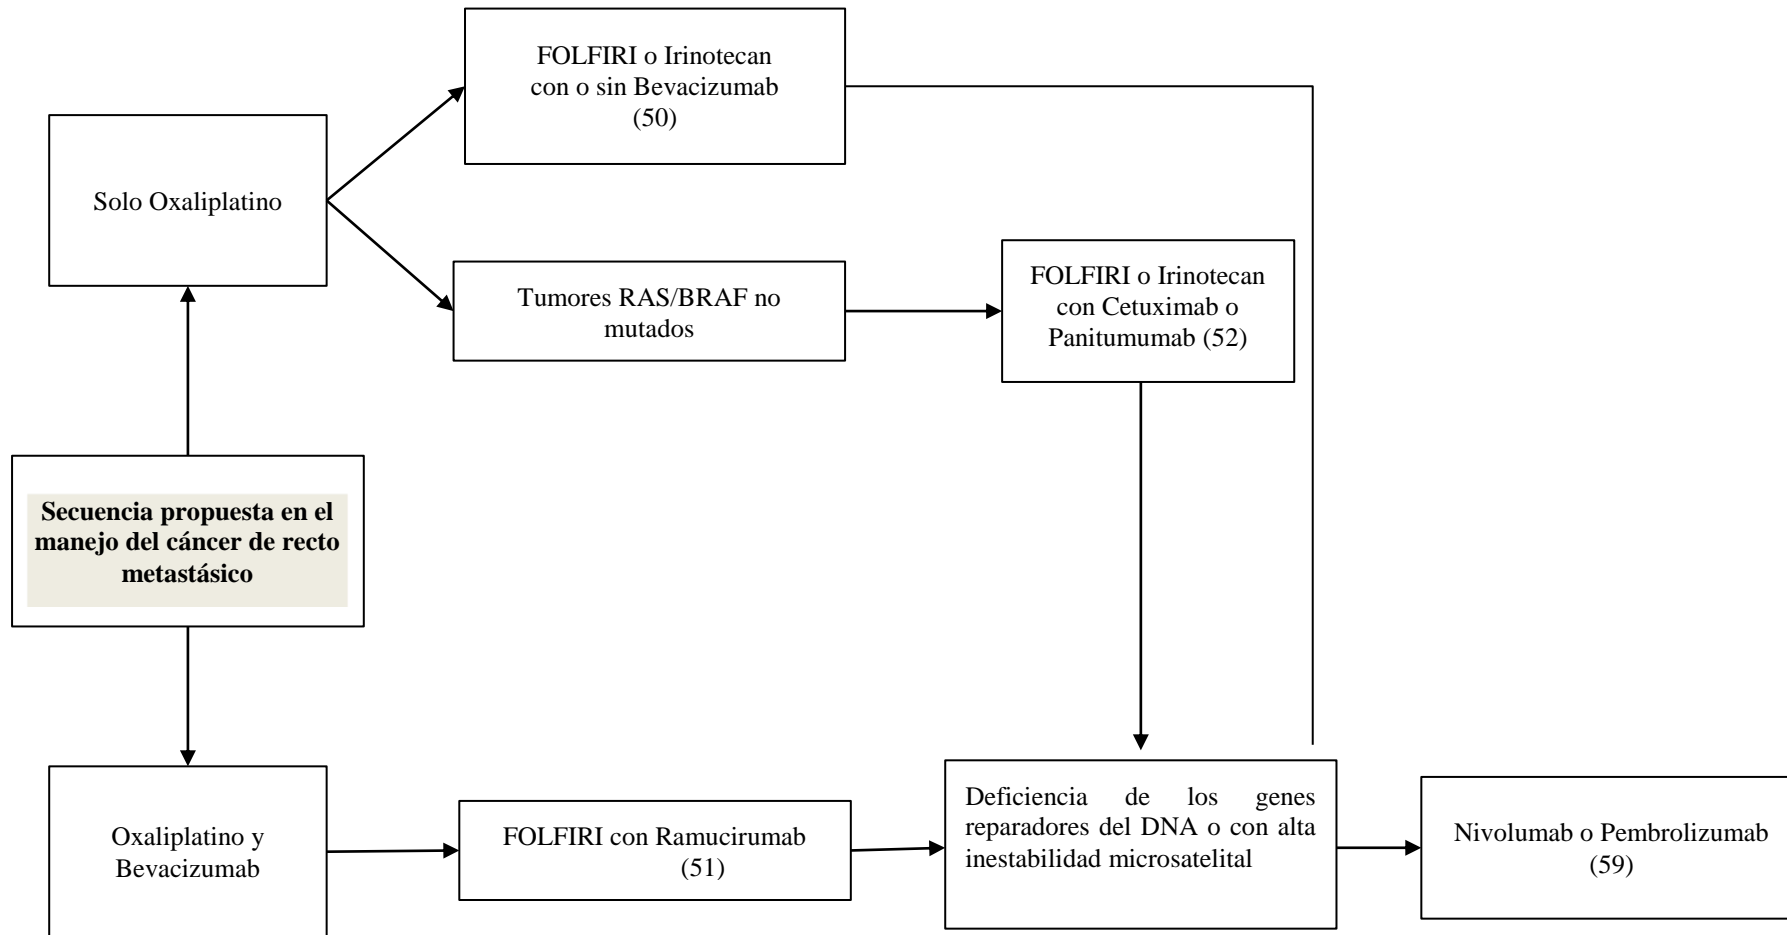 FOLFIRI o Irinotecan
con o sin Bevacizumab
(50)
Solo Oxaliplatino
Tumores RAS/BRAF no
mutados
FOLFIRI o Irinotecan
con Cetuximab o
Panitumumab (52)
Secuencia propuesta en el
manejo del cáncer de recto
metastásico
Oxaliplatino y
Bevacizumab
FOLFIRI con Ramucirumab
(51)
Deficiencia de los genes
reparadores del DNA o con alta
inestabilidad microsatelital
Nivolumab o Pembrolizumab
(59)